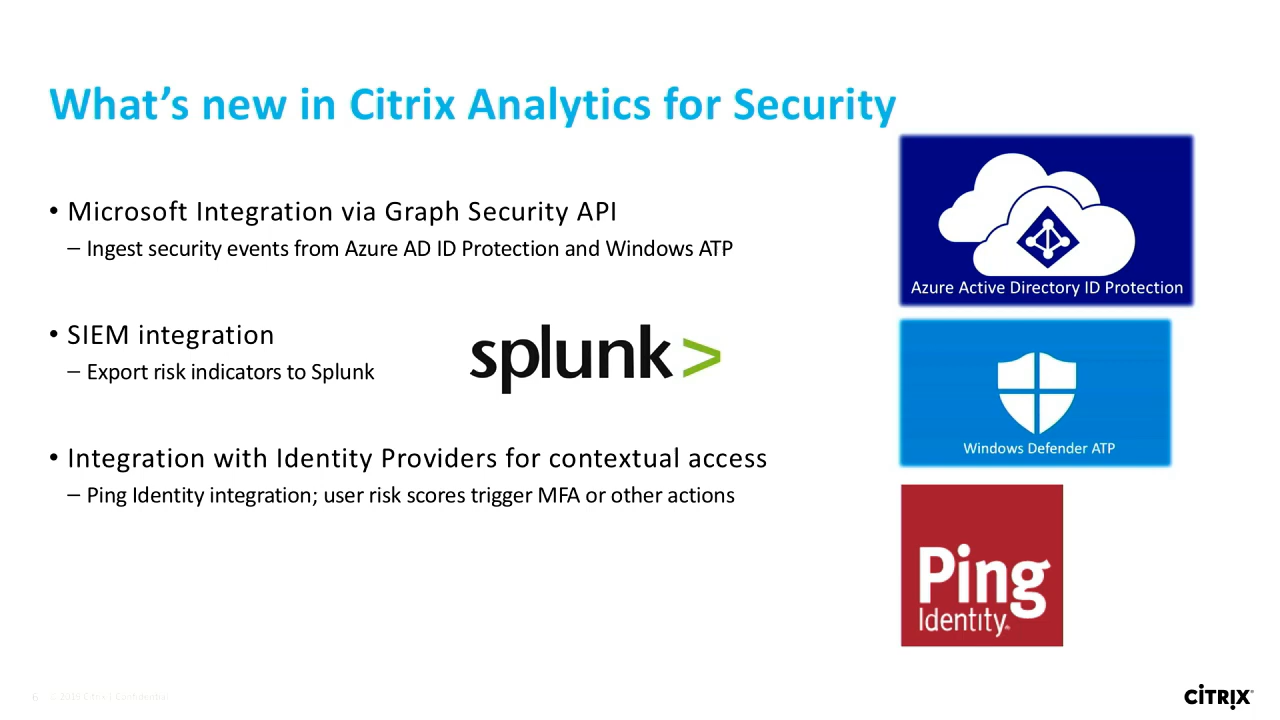 What's new in Citrix Analytics for Security
• Microsoft Integration via Graph Security API
– Ingest security events from Azure AD ID Protection and Windows ATP
• SIEM integration
– Export risk indicators to Splunk
splunk>
• Integration with Identity Providers for contextual access
– Ping Identity integration; user risk scores trigger MFA or other actions
Azure Active Directory ID Protection
Windows Defender ATP
Ping
Identity®
6
Citrix | Confidential
CITRIX